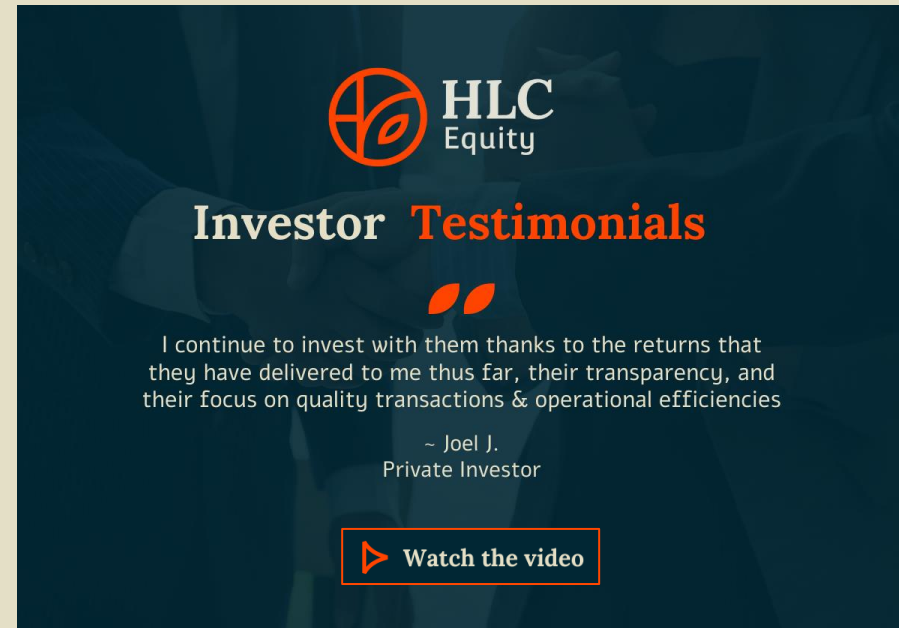 HLC
Equity
Investor Testimonials
I continue to invest with them thanks to the returns that
they have delivered to me thus far, their transparency, and
their focus on quality transactions & operational efficiencies
~ Joel J.
Private Investor
Watch the video